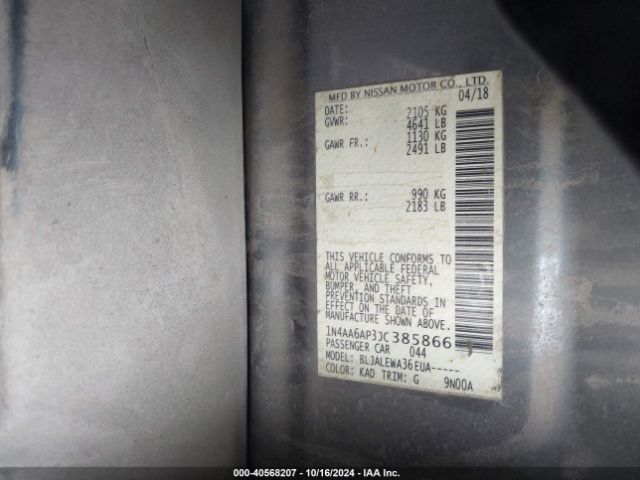 MFD BY NISSAN MOTOR CO., LTD.
DATE: 04/18
GVWR: 2105 KG
4641 LB
GAWR FR.: 1130 KG
2491 LB
GAWR RR.: 990 KG
2183 LB
THIS VEHICLE CONFORMS TO
ALL APPLICABLE FEDERAL
MOTOR VEHICLE SAFETY,
BUMPER, AND THEFT
PREVENTION STANDARDS IN
EFFECT ON THE DATE OF
MANUFACTURE SHOWN ABOVE.
1N4AA6AP3JC385866
PASSENGER CAR 044
MODEL: BLJALEWA36EUA-----
COLOR: KAD TRIM: G 9N00A
000-40568207 - 10/16/2024 - IAA Inc.